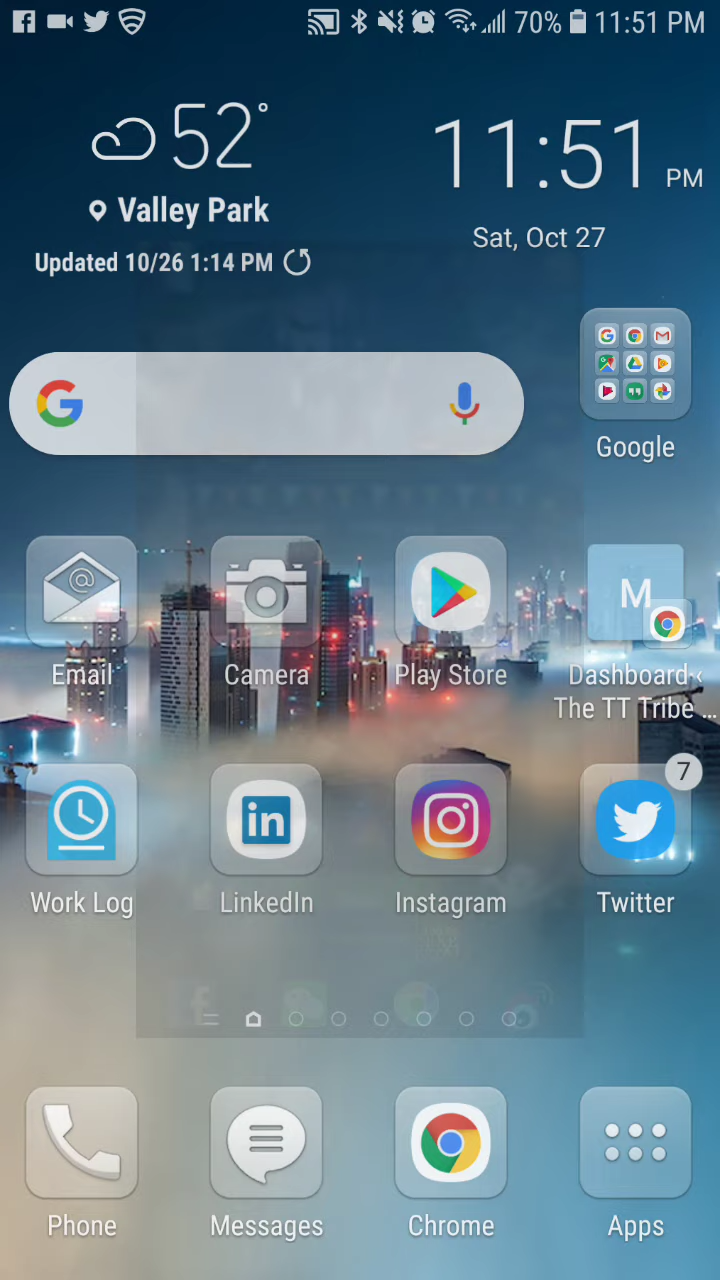 70% 11:51 PM
52°
Valley Park
Updated 10/26 1:14 PM
11:51 PM
Sat, Oct 27
Google
Email
Camera
Play Store
M
Dashboard ‹
The TT Tribe ...
7
Work Log
LinkedIn
Instagram
Twitter
Phone
Messages
Chrome
Apps